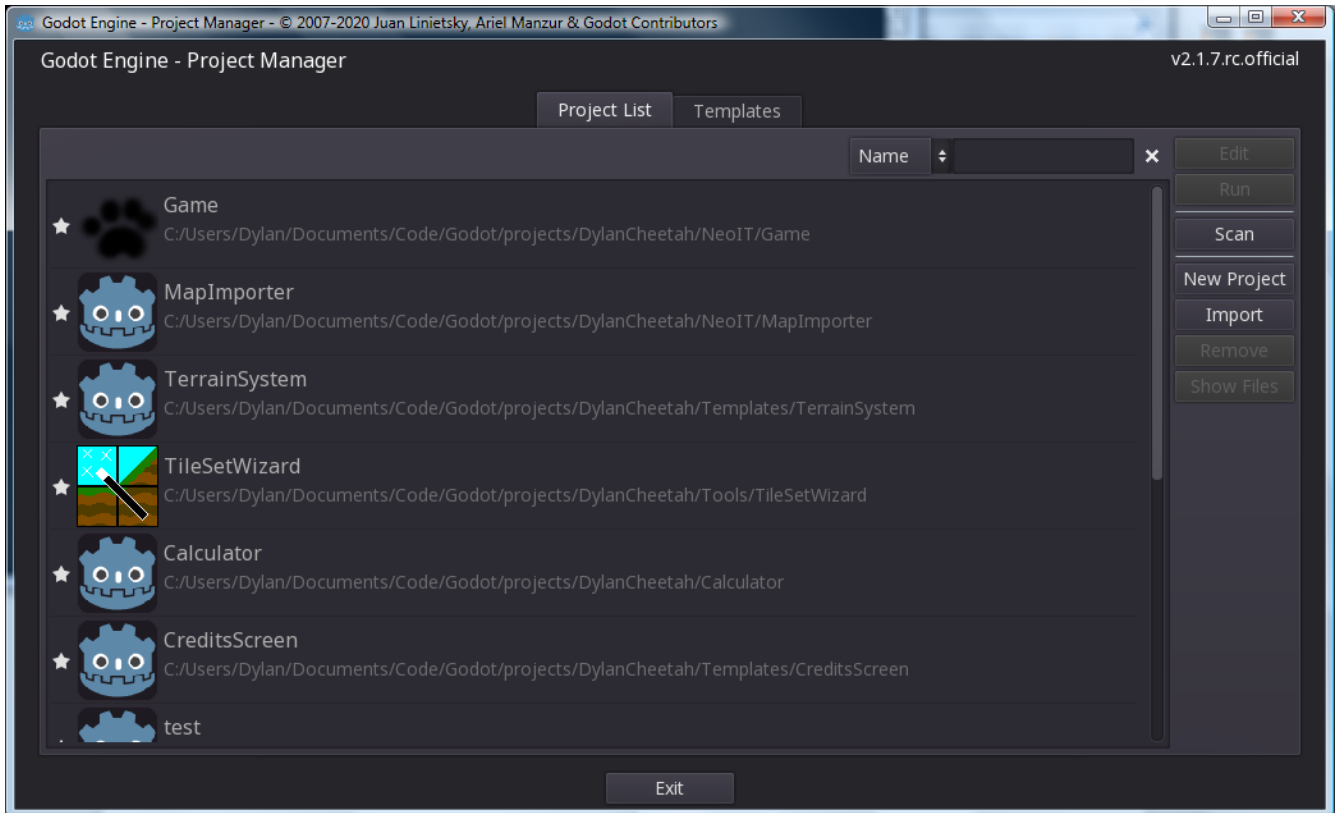 Godot Engine - Project Manager - © 2007-2020 Juan Linietsky, Ariel Manzur & Godot Contributors
Godot Engine - Project Manager
v2.1.7.rc.official
Project List
Templates
Name
Edit
Run
Scan
New Project
Import
Remove
Show Files
Game
C:/Users/Dylan/Documents/Code/Godot/projects/DylanCheetah/NeoIT/Game
MapImporter
C:/Users/Dylan/Documents/Code/Godot/projects/DylanCheetah/NeoIT/MapImporter
TerrainSystem
C:/Users/Dylan/Documents/Code/Godot/projects/DylanCheetah/Templates/TerrainSystem
TileSetWizard
C:/Users/Dylan/Documents/Code/Godot/projects/DylanCheetah/Tools/TileSetWizard
Calculator
C:/Users/Dylan/Documents/Code/Godot/projects/DylanCheetah/Calculator
CreditsScreen
C:/Users/Dylan/Documents/Code/Godot/projects/DylanCheetah/Templates/CreditsScreen
test
Exit